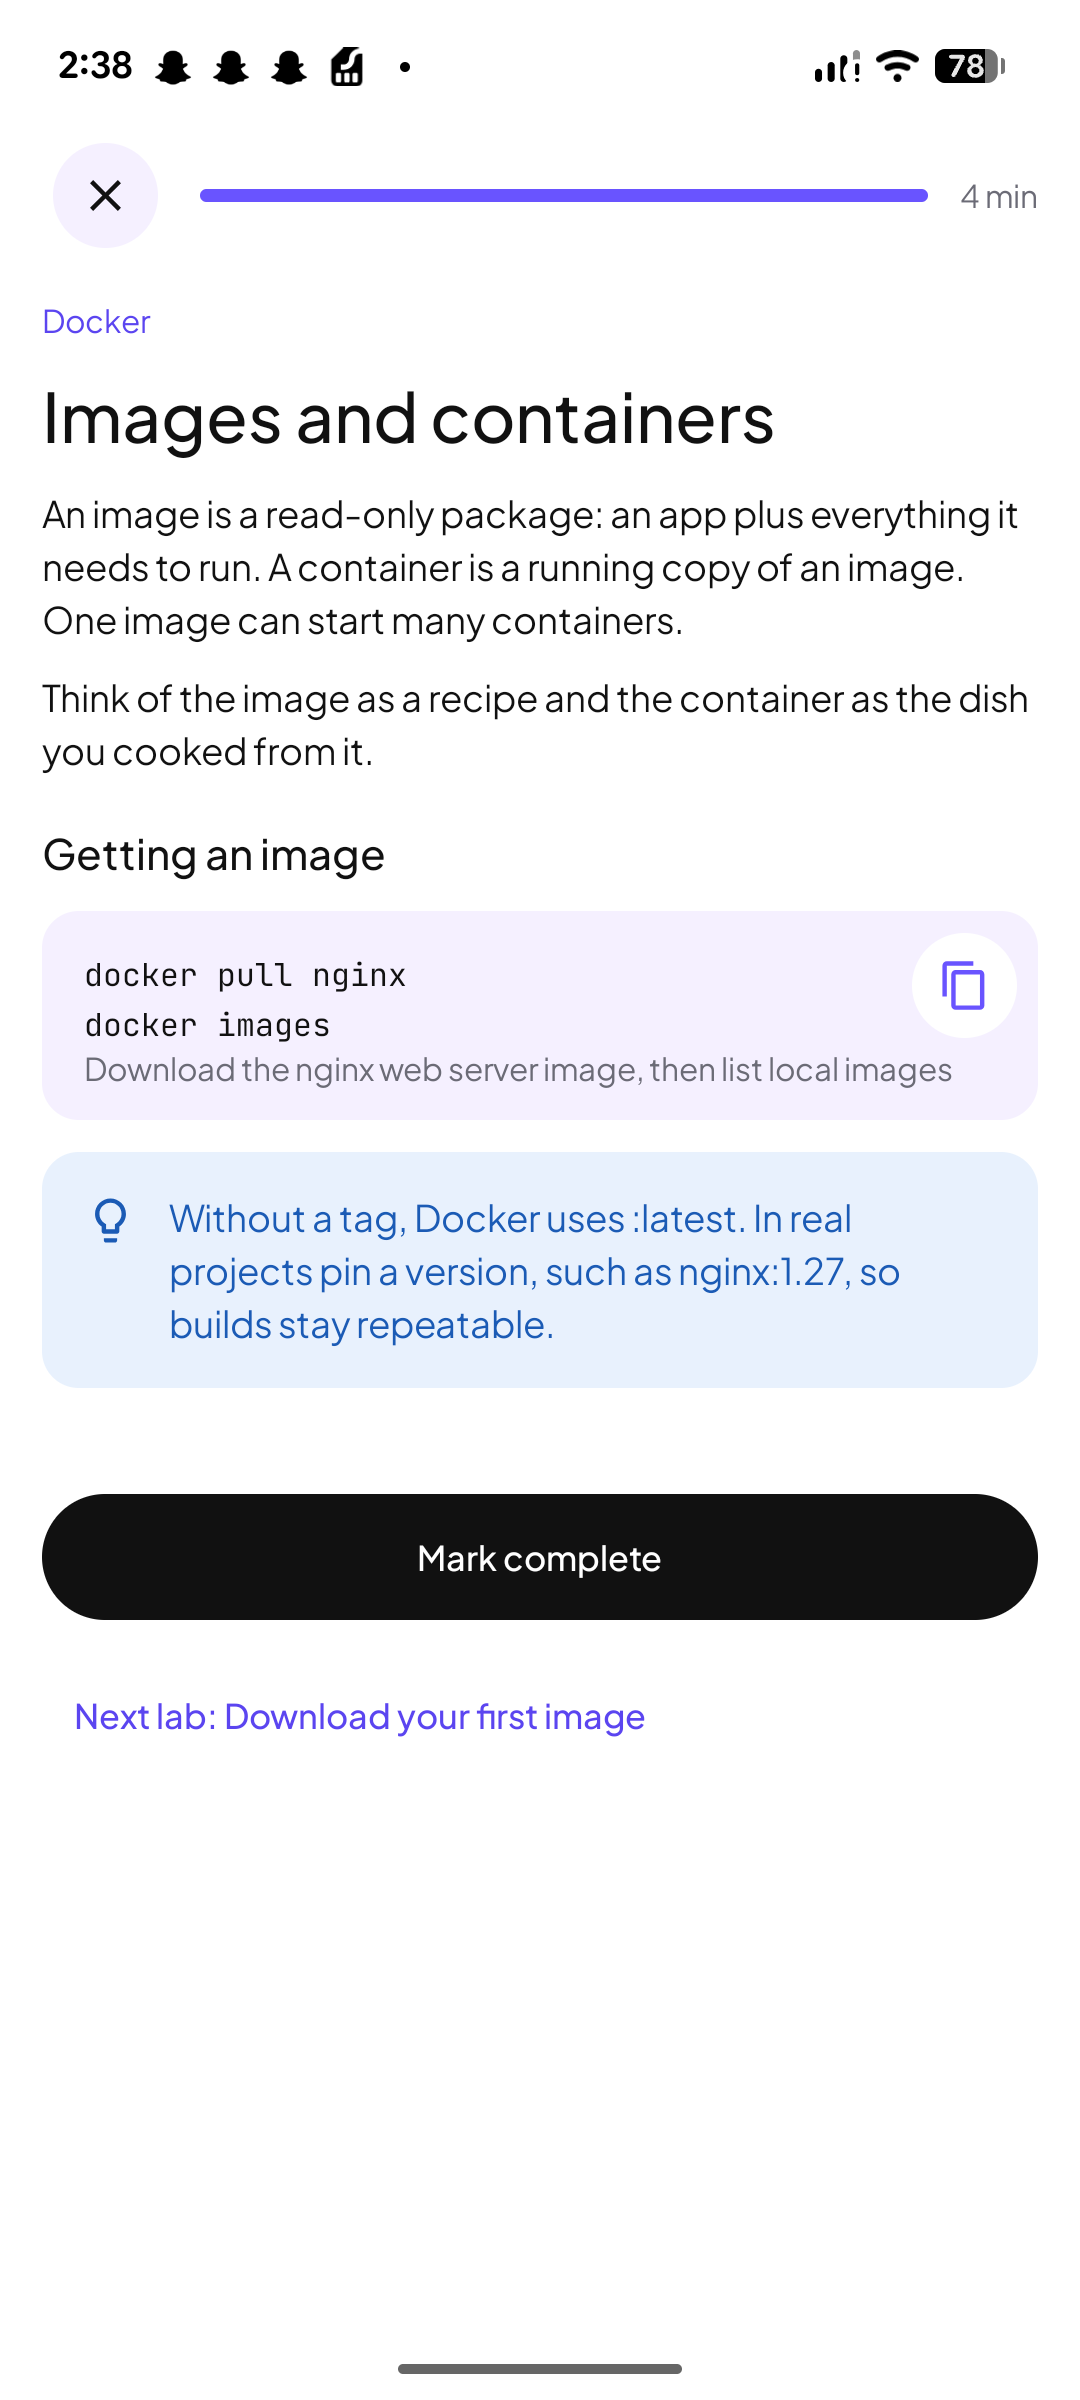 2:38
78
4 min
Docker
Images and containers
An image is a read-only package: an app plus everything it
needs to run. A container is a running copy of an image.
One image can start many containers.
Think of the image as a recipe and the container as the dish
you cooked from it.
Getting an image
docker pull nginx
docker images
Download the nginx web server image, then list local images
Without a tag, Docker uses :latest. In real
projects pin a version, such as nginx:1.27, so
builds stay repeatable.
Mark complete
Next lab: Download your first image